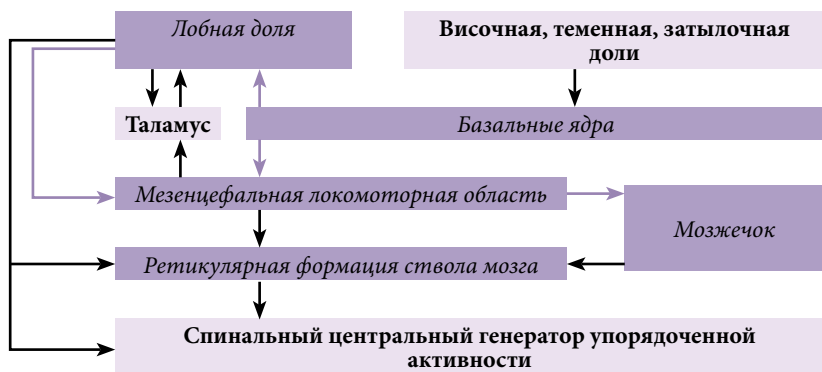 Лобная доля
Височная, теменная, затылочная
доли
Таламус
Базальные ядра
Мезенцефальная локомоторная область
Мозжечок
Ретикулярная формация ствола мозга
Спинальный центральный генератор упорядоченной
активности